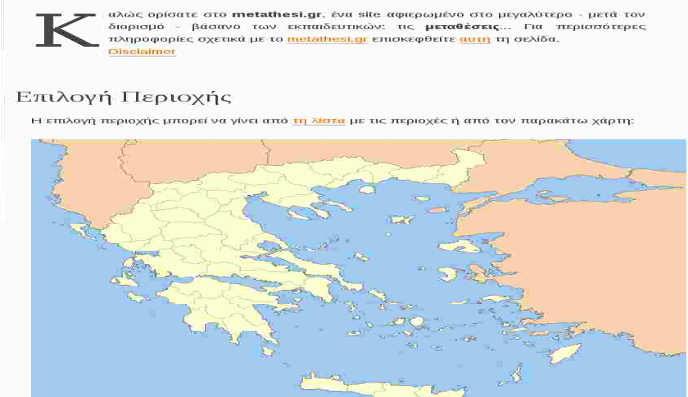 Καλώς ορίσατε στο metathesi.gr, ένα site αφιερωμένο στο μεγαλύτερο - μετά τον
διορισμό - βάσανο των εκπαιδευτικών: τις μεταθέσεις... Για περισσότερες
πληροφορίες σχετικά με το metathesi.gr επισκεφθείτε αυτη τη σελίδα.
Disclaimer
Επιλογή Περιοχής
Η επιλογή περιοχής μπορεί να γίνει από τη λίστα με τις περιοχές ή από τον παρακάτω χάρτη: